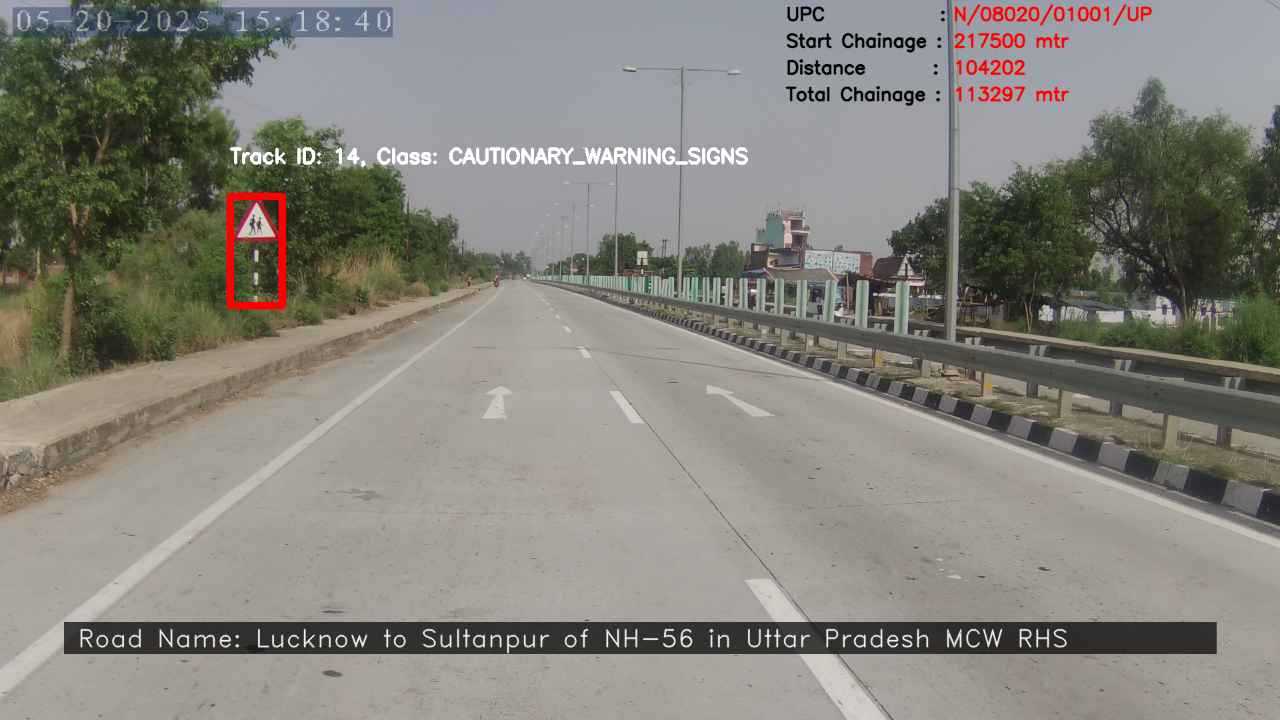 05-20-2025 15:18:40
UPC : N/08020/01001/UP
Start Chainage : 217500 mtr
Distance : 104202
Total Chainage : 113297 mtr
Track ID: 14, Class: CAUTIONARY_WARNING_SIGNS
Road Name: Lucknow to Sultanpur of NH-56 in Uttar Pradesh MCW RHS